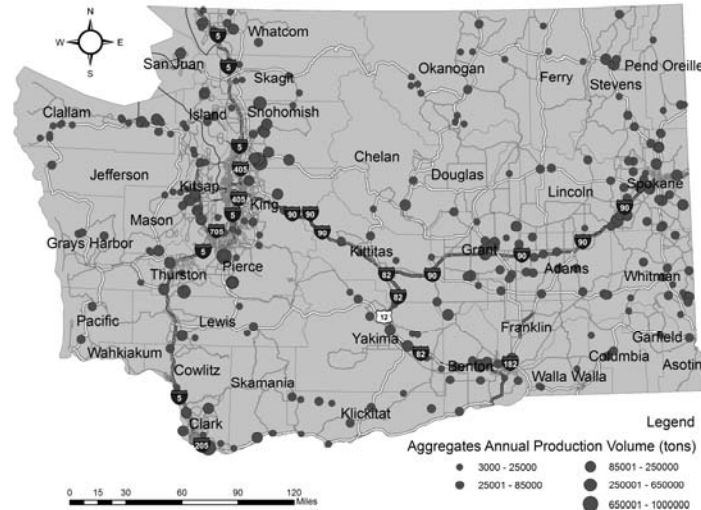 N
W E
S
Whatcom
5
San Juan
5
Skagit
Okanogan
Ferry
Pend Oreille
Stevens
Island
Clallam
Snohomish
5
Chelan
405
Jefferson
Douglas
Kitsap
Lincoln
Spokane
405
King
90
Mason
5
90 90
705
90
Grays Harbor
5
Kittitas
Grant
90
90
Pierce
82
90
Adams
Thurston
Whitman
82
Pacific
Lewis
12
Franklin
Yakima
Garfield
Wahkiakum
82
Columbia
Cowlitz
Benton
182
Asotin
Skamania
Walla Walla
5
Klickitat
Clark
Legend
205
Aggregates Annual Production Volume (tons)
3000 - 25000 85001 - 250000
25001 - 85000 250001 - 650000
650001 - 1000000
0 15 30 60 90 120
Miles